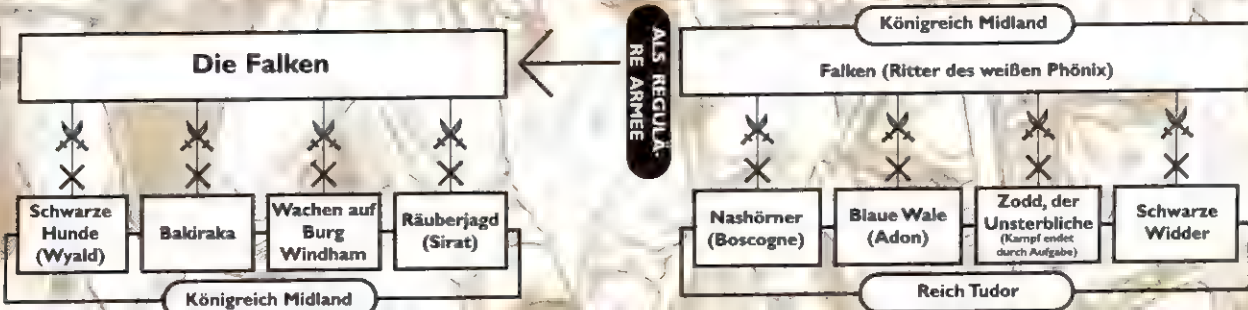 Die Falken
Schwarze
Hunde
(Wyald)
Bakiraka
Wachen auf
Burg
Windham
Räuberjagd
(Sirat)
Königreich Midland
ALS REGULÄ-
RE ARMEE
Königreich Midland
Falken (Ritter des weißen Phönix)
Nashörner
(Boscogne)
Blaue Wale
(Adon)
Zodd, der
Unsterbliche
(Kampf endet
durch Aufgabe)
Schwarze
Widder
Reich Tudor